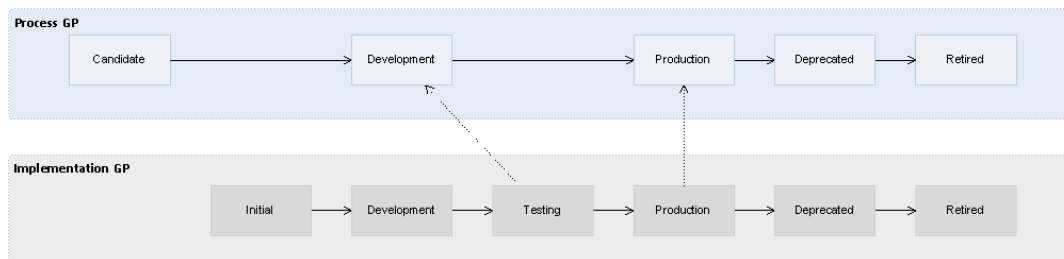 Process GP
Candidate Development Production Deprecated Retired
Implementation GP
Initial Development Testing Production Deprecated Retired